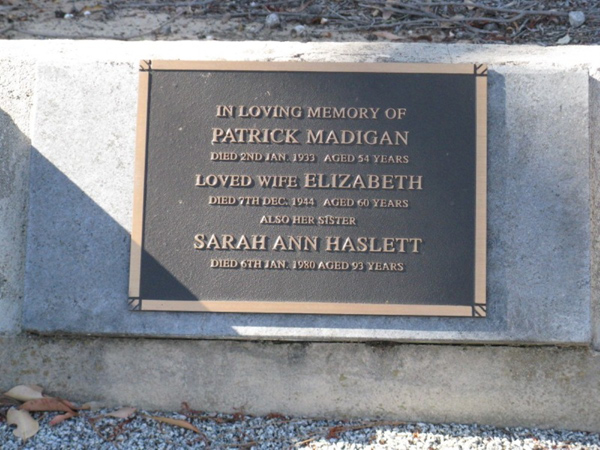 IN LOVING MEMORY OF
PATRICK MADIGAN
DIED 2ND JAN. 1933 AGED 54 YEARS
LOVED WIFE ELIZABETH
DIED 7TH DEC. 1944 AGED 60 YEARS
ALSO HER SISTER
SARAH ANN HASLETT
DIED 6TH JAN. 1980 AGED 93 YEARS